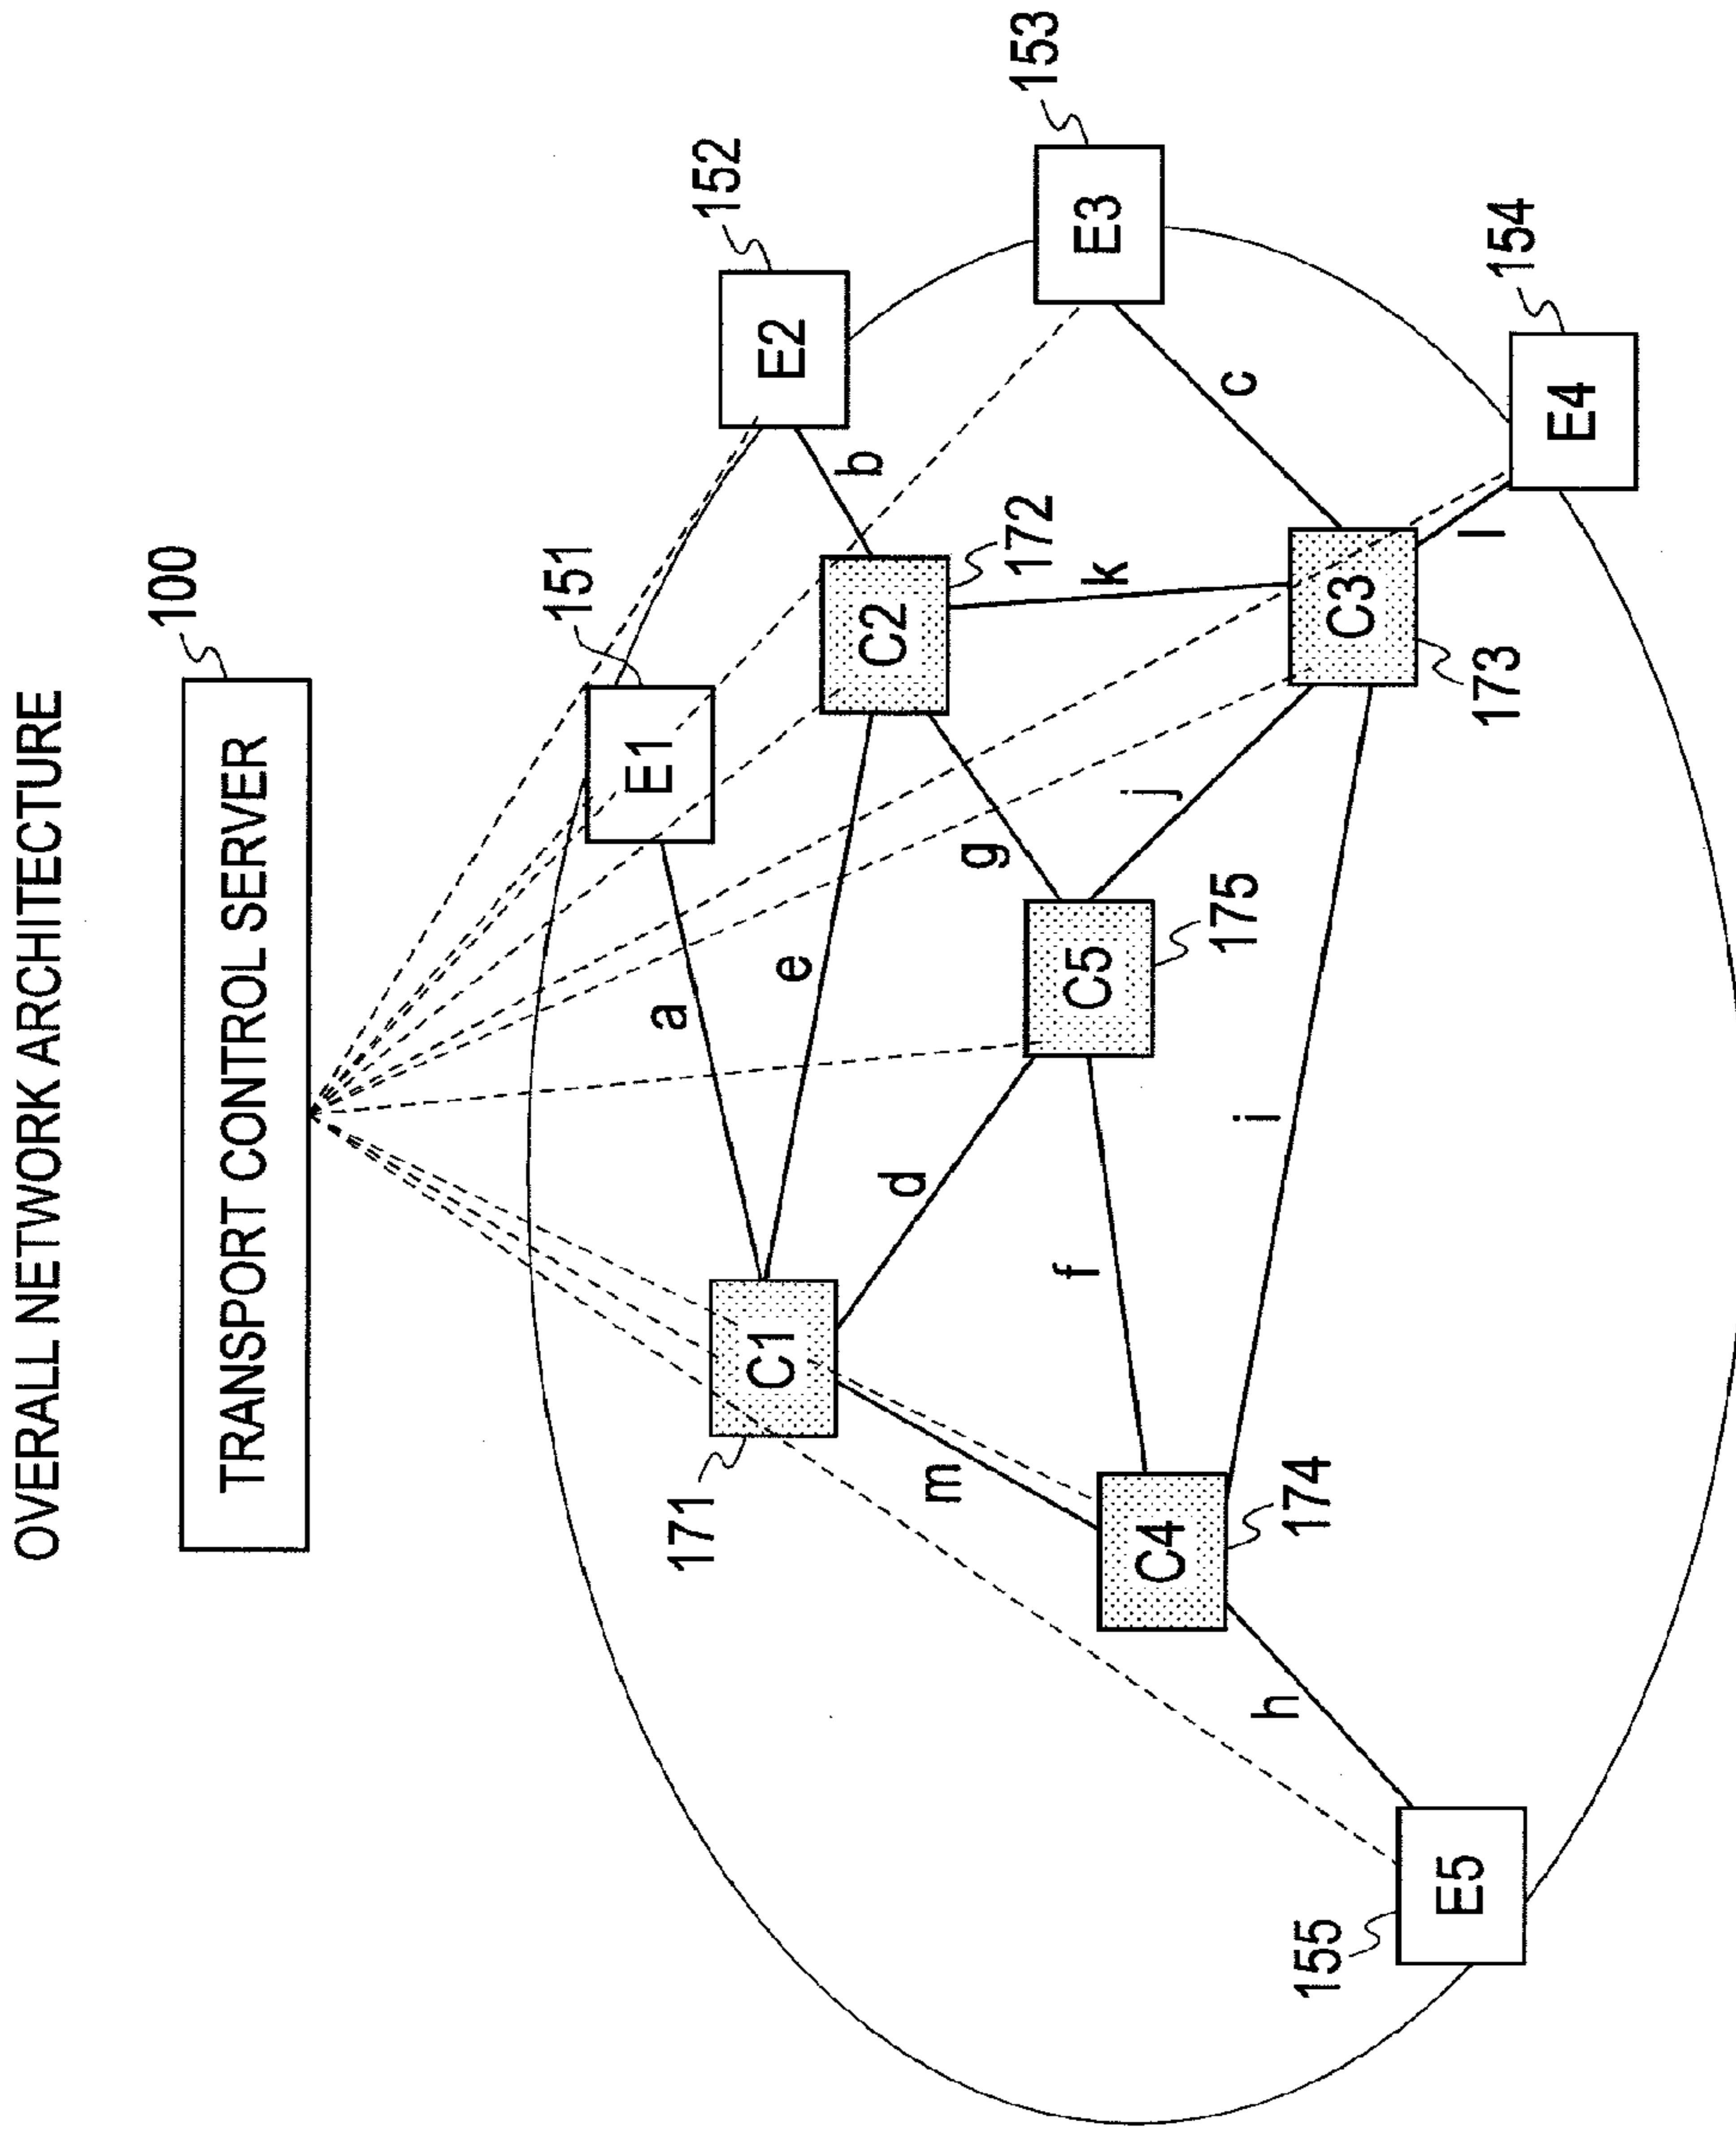 OVERALL NETWORK ARCHITECTURE
100
TRANSPORT CONTROL SERVER
151
152
153
E1
E2
E3
a
b
171
C1
e
C2
172
c
154
m
d
g
k
E4
C5
175
j
C3
l
173
f
C4
174
i
h
155
E5